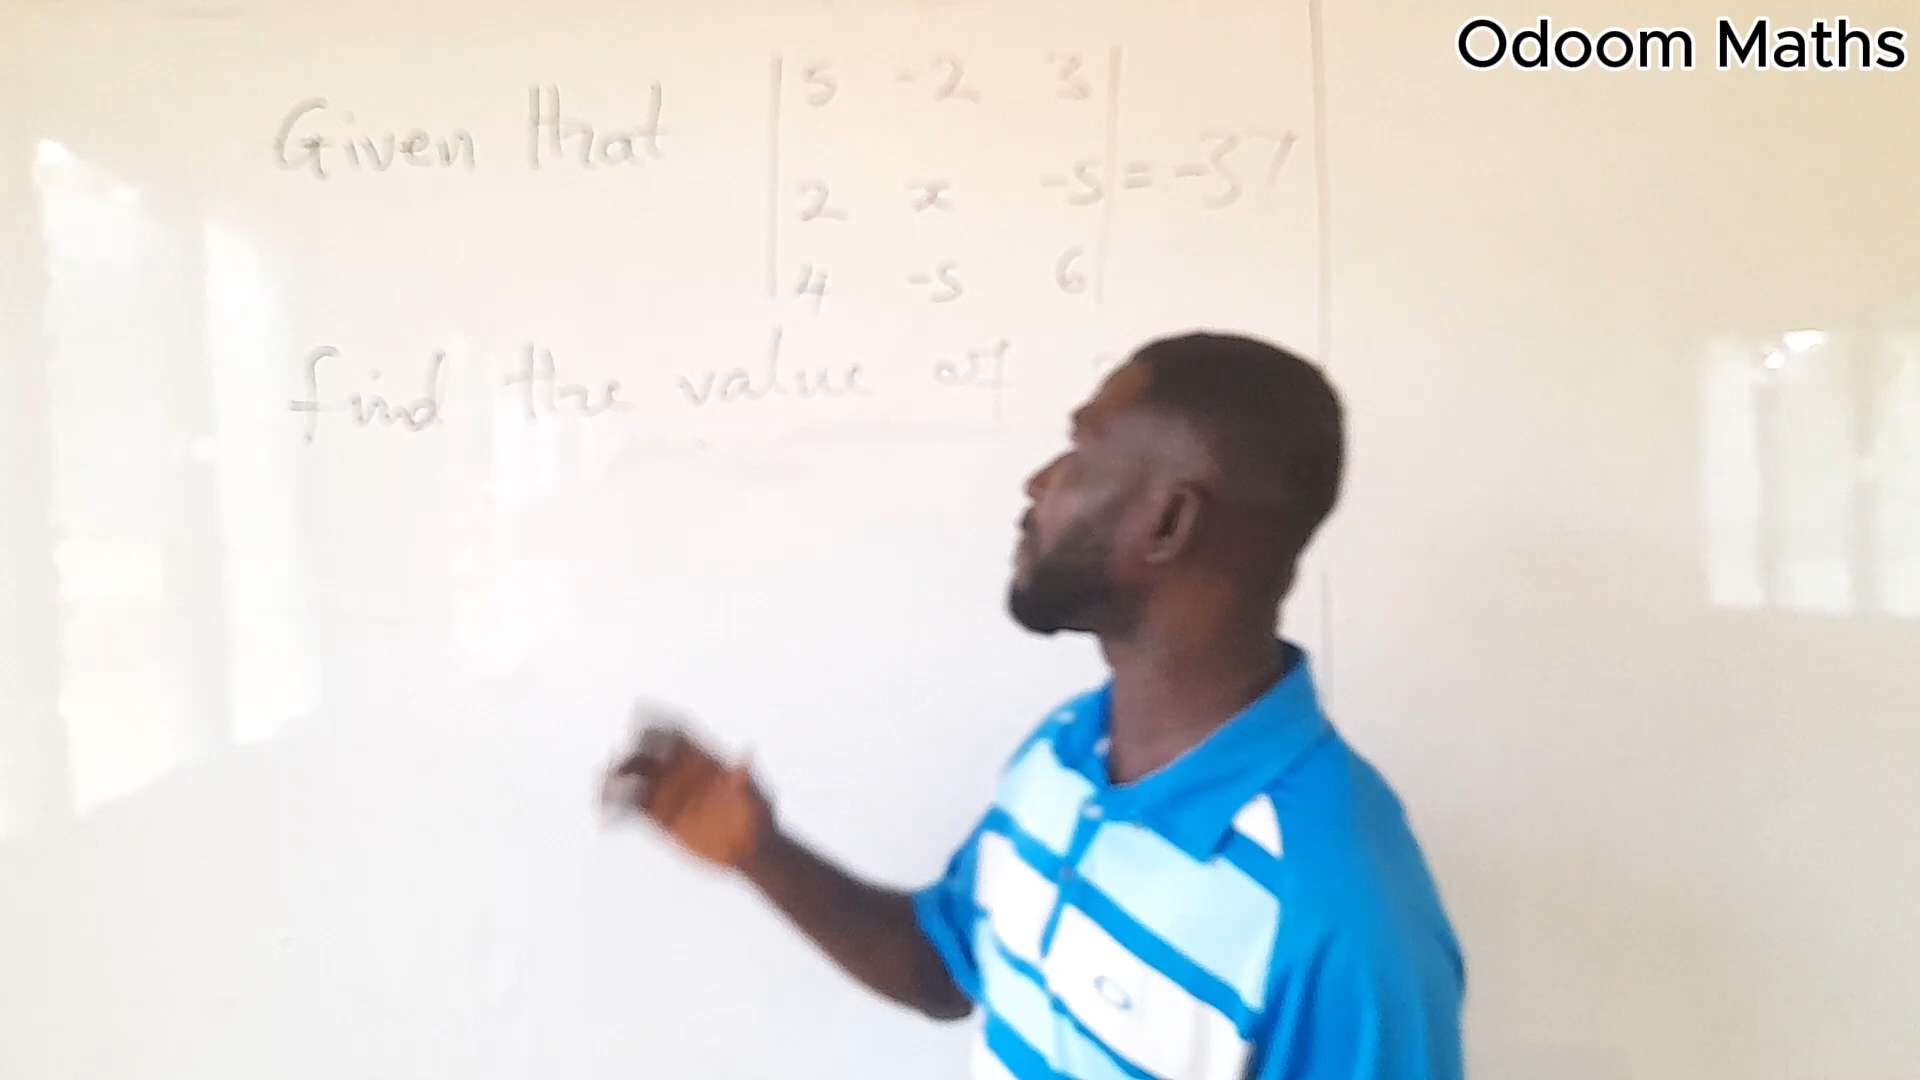 Odoom Maths
Given that | 5 -2 3 |
| 2 x -5 | = -37
| 4 -5 6 |
find the value of